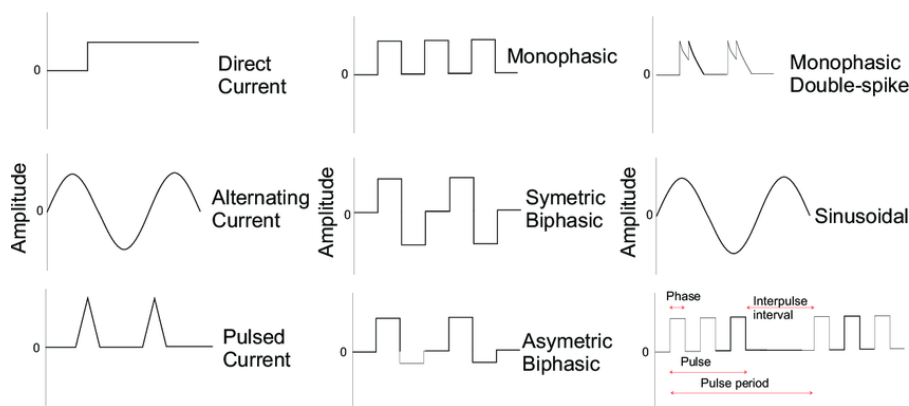 0
Direct
Current
0
Monophasic
0
Monophasic
Double-spike
Amplitude
0
Alternating
Current
Amplitude
0
Symetric
Biphasic
Amplitude
0
Sinusoidal
0
Pulsed
Current
0
Asymetric
Biphasic
Phase
Interpulse
interval
0
Pulse
Pulse period